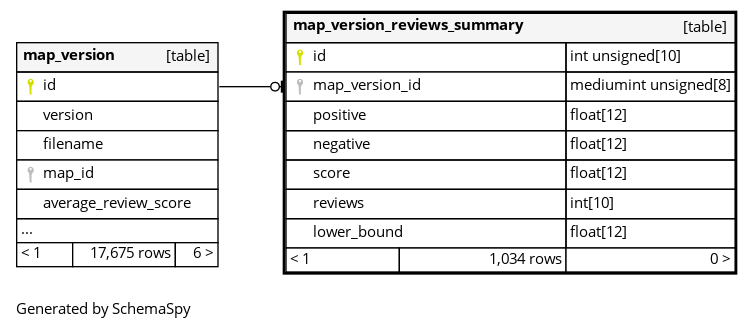 map_version [table]
id
version
filename
map_id
average_review_score
...
< 1 17,675 rows 6 >
map_version_reviews_summary [table]
id int unsigned[10]
map_version_id mediumint unsigned[8]
positive float[12]
negative float[12]
score float[12]
reviews int[10]
lower_bound float[12]
< 1 1,034 rows 0 >
Generated by SchemaSpy